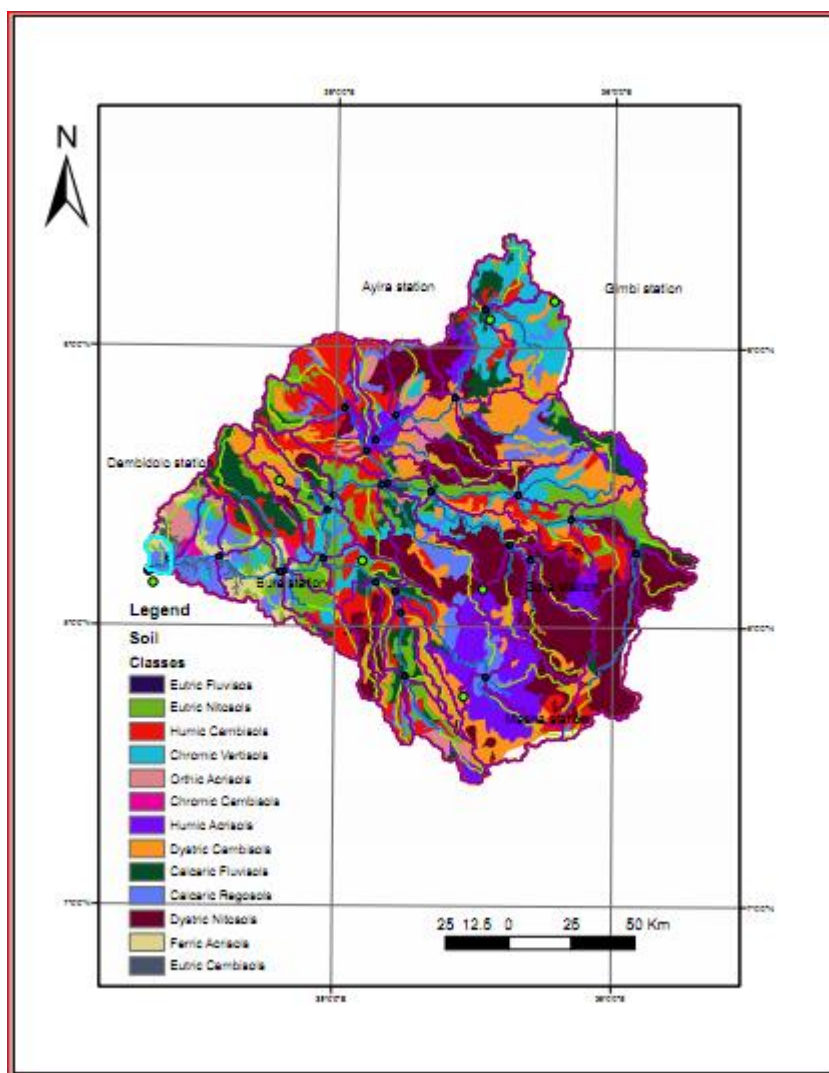 N
Ayira station
Gimbi station
Dembidolo station
Bure station
Legend
Soil
Classes
Eutric Fluvisos
Eutric Nitosols
Humic Cambisols
Chromic Vertisols
Orthic Acrisols
Chromic Cambisols
Humic Acrisols
Dystric Cambisols
Calcaric Fluvisols
Calcaric Regosols
Dystric Nitosols
Ferric Acrisols
Eutric Cambisols
25 12.5 0 25 50 Km